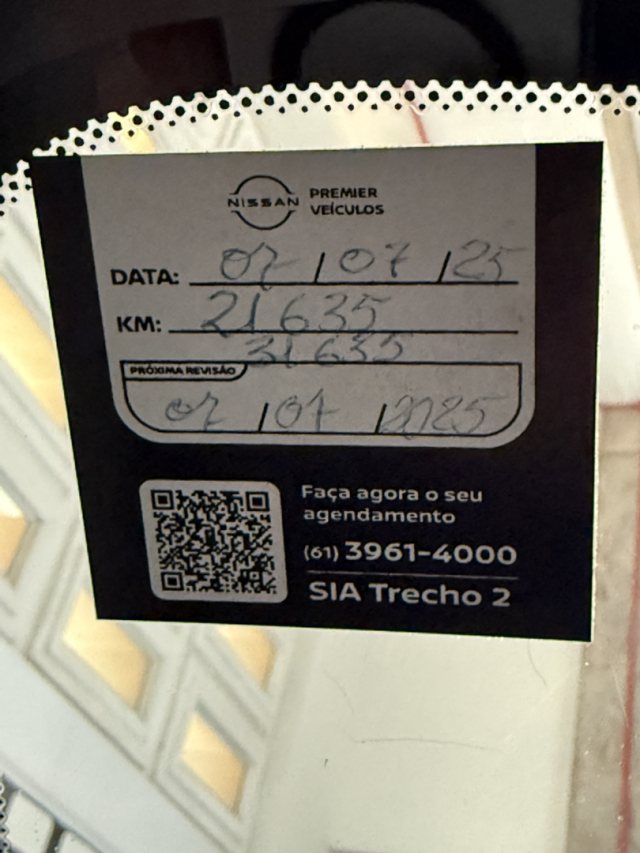 NISSAN
PREMIER
VEÍCULOS
DATA: 07 / 07 / 25
KM: 21635
31635
PRÓXIMA REVISÃO
07 / 07 / 2025
Faça agora o seu
agendamento
(61) 3961-4000
SIA Trecho 2